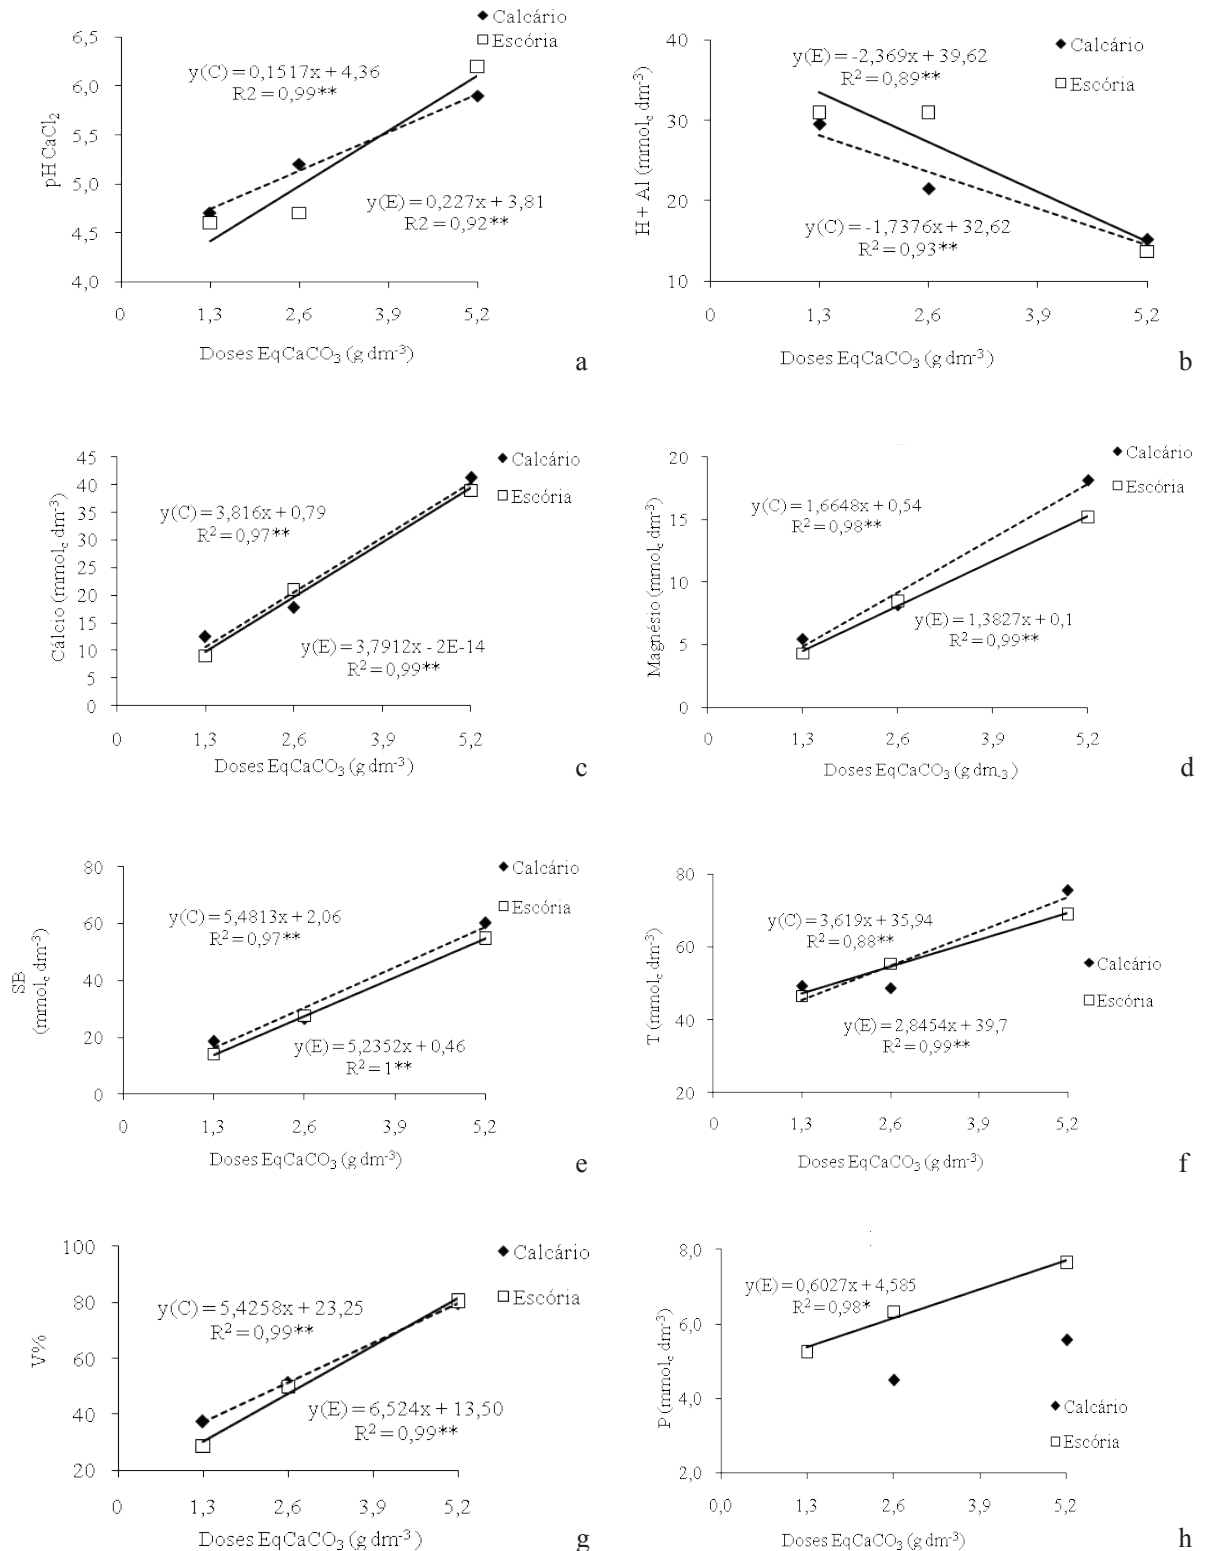 ◆ Calcário
□ Escória
6,5
6,0
5,5
5,0
4,5
4,0
pH CaCl₂
y(C) = 0,1517x + 4,36
R2 = 0,99**
y(E) = 0,227x + 3,81
R2 = 0,92**
0 1,3 2,6 3,9 5,2
Doses EqCaCO₃ (g dm⁻³)
a
40
30
20
10
H + Al (mmolc dm⁻³)
◆ Calcário
□ Escória
y(E) = -2,369x + 39,62
R² = 0,89**
y(C) = -1,7376x + 32,62
R² = 0,93**
0 1,3 2,6 3,9 5,2
Doses EqCaCO₃ (g dm⁻³)
b
45
40
35
30
25
20
15
10
5
0
Cálcio (mmolc dm⁻³)
◆ Calcário
□ Escória
y(C) = 3,816x + 0,79
R² = 0,97**
y(E) = 3,7912x - 2E-14
R² = 0,99**
0 1,3 2,6 3,9 5,2
Doses EqCaCO₃ (g dm⁻³)
c
20
15
10
5
0
Magnésio (mmolc dm⁻³)
◆ Calcário
□ Escória
y(C) = 1,6648x + 0,54
R² = 0,98**
y(E) = 1,3827x + 0,1
R² = 0,99**
0 1,3 2,6 3,9 5,2
Doses EqCaCO₃ (g dm₋₃)
d
80
60
40
20
0
SB
(mmolc dm⁻³)
◆ Calcário
□ Escória
y(C) = 5,4813x + 2,06
R² = 0,97**
y(E) = 5,2352x + 0,46
R² = 1**
0 1,3 2,6 3,9 5,2
Doses EqCaCO₃ (g dm⁻³)
e
80
60
40
20
T (mmolc dm⁻³)
y(C) = 3,619x + 35,94
R² = 0,88**
◆ Calcário
□ Escória
y(E) = 2,8454x + 39,7
R² = 0,99**
0 1,3 2,6 3,9 5,2
Doses EqCaCO₃ (g dm⁻³)
f
100
80
60
40
20
V%
◆ Calcário
□ Escória
y(C) = 5,4258x + 23,25
R² = 0,99**
y(E) = 6,524x + 13,50
R² = 0,99**
0 1,3 2,6 3,9 5,2
Doses EqCaCO₃ (g dm⁻³)
g
8,0
6,0
4,0
2,0
P (mmolc dm⁻³)
y(E) = 0,6027x + 4,585
R² = 0,98*
◆ Calcário
□ Escória
0,0 1,3 2,6 3,9 5,2
Doses EqCaCO₃ (g dm⁻³)
h